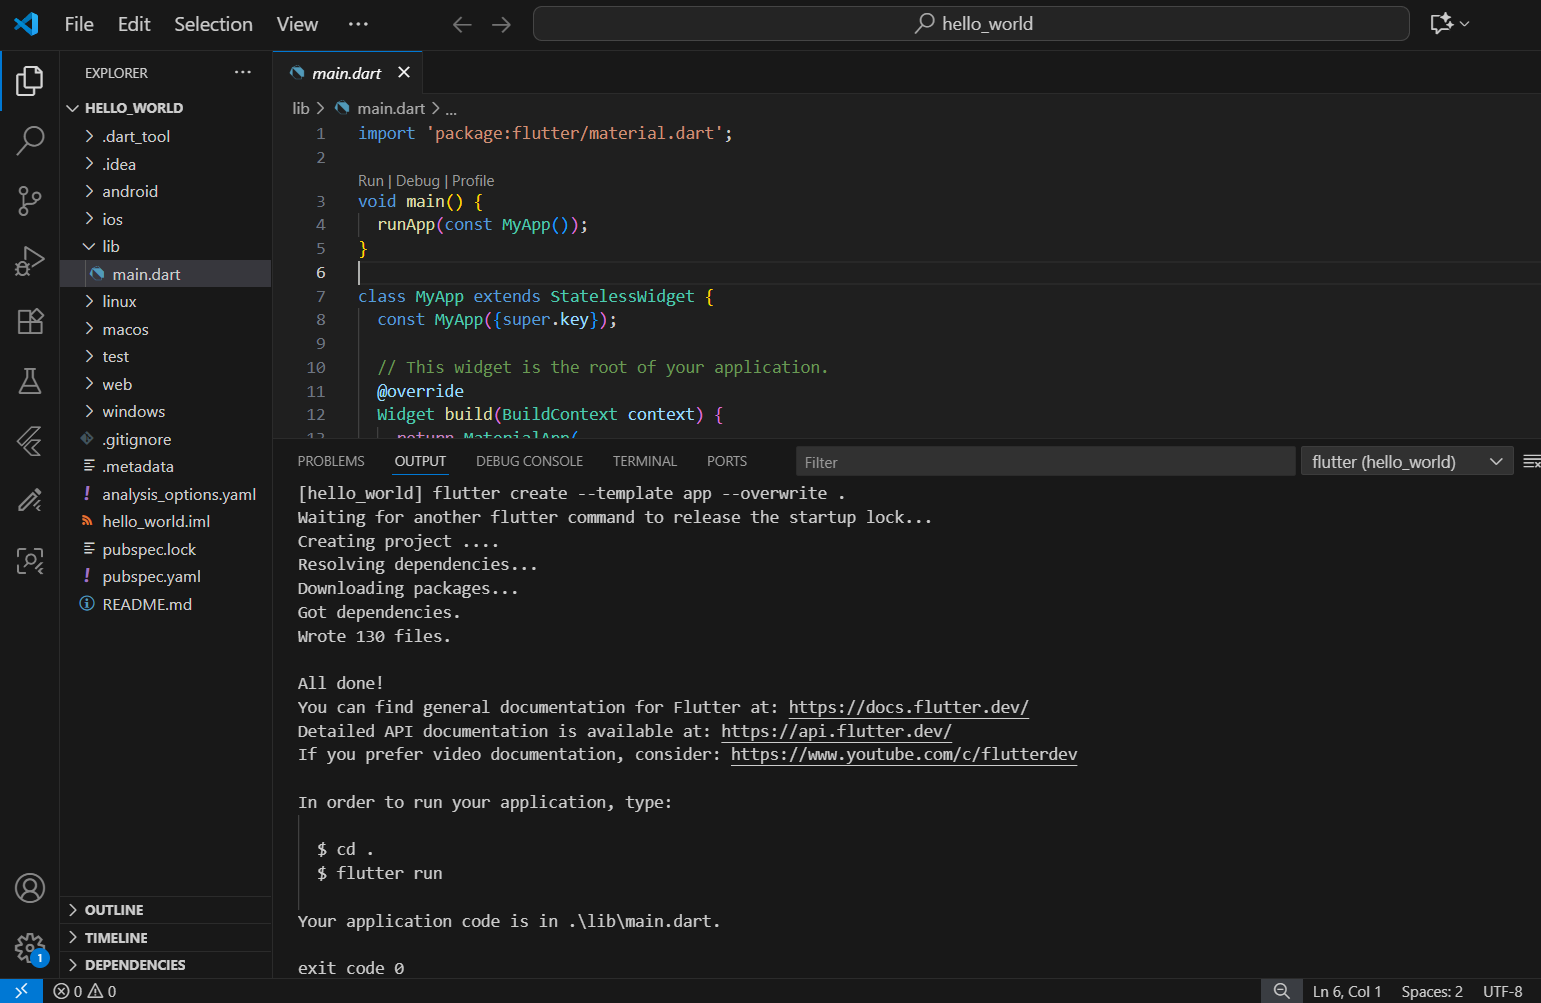 File Edit Selection View ···
hello_world
EXPLORER ···
HELLO_WORLD
.dart_tool
.idea
android
ios
lib
main.dart
linux
macos
test
web
windows
.gitignore
.metadata
! analysis_options.yaml
hello_world.iml
pubspec.lock
! pubspec.yaml
README.md
OUTLINE
TIMELINE
DEPENDENCIES
main.dart
lib > main.dart > ...
1 import 'package:flutter/material.dart';
2
Run | Debug | Profile
3 void main() {
4 runApp(const MyApp());
5 }
6
7 class MyApp extends StatelessWidget {
8 const MyApp({super.key});
9
10 // This widget is the root of your application.
11 @override
12 Widget build(BuildContext context) {
13 return MaterialApp(
PROBLEMS OUTPUT DEBUG CONSOLE TERMINAL PORTS Filter flutter (hello_world)
[hello_world] flutter create --template app --overwrite .
Waiting for another flutter command to release the startup lock...
Creating project ....
Resolving dependencies...
Downloading packages...
Got dependencies.
Wrote 130 files.
All done!
You can find general documentation for Flutter at: https://docs.flutter.dev/
Detailed API documentation is available at: https://api.flutter.dev/
If you prefer video documentation, consider: https://www.youtube.com/c/flutterdev
In order to run your application, type:
$ cd .
$ flutter run
Your application code is in .\lib\main.dart.
exit code 0
1
0 0 Ln 6, Col 1 Spaces: 2 UTF-8